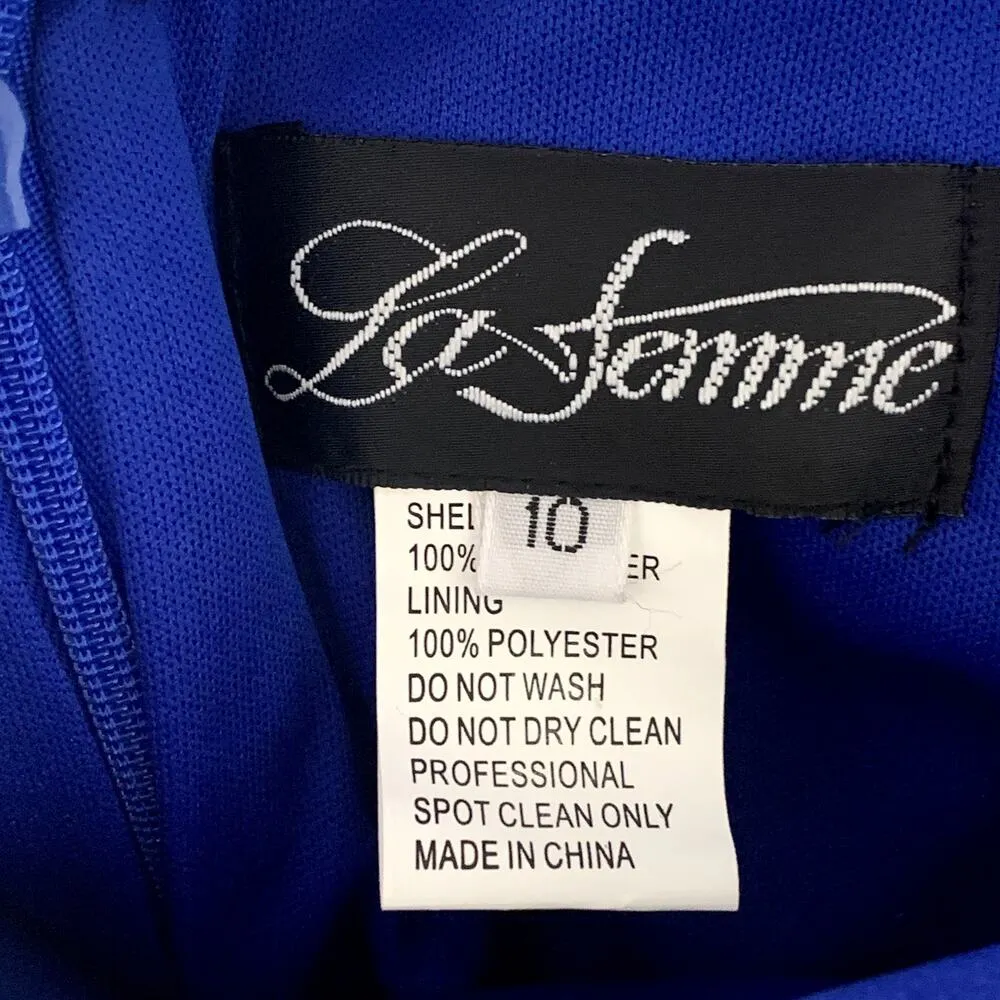 La Femme
10
SHEL
100% ER
LINING
100% POLYESTER
DO NOT WASH
DO NOT DRY CLEAN
PROFESSIONAL
SPOT CLEAN ONLY
MADE IN CHINA